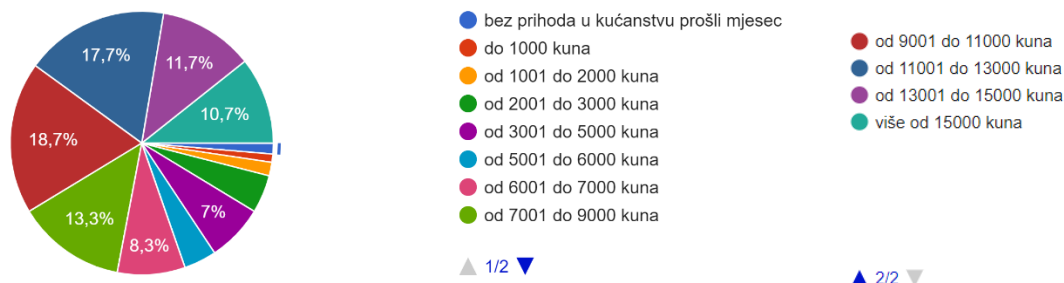 17,7%
11,7%
10,7%
18,7%
13,3%
8,3%
7%
bez prihoda u kućanstvu prošli mjesec
do 1000 kuna
od 1001 do 2000 kuna
od 2001 do 3000 kuna
od 3001 do 5000 kuna
od 5001 do 6000 kuna
od 6001 do 7000 kuna
od 7001 do 9000 kuna
1/2
od 9001 do 11000 kuna
od 11001 do 13000 kuna
od 13001 do 15000 kuna
više od 15000 kuna
2/2